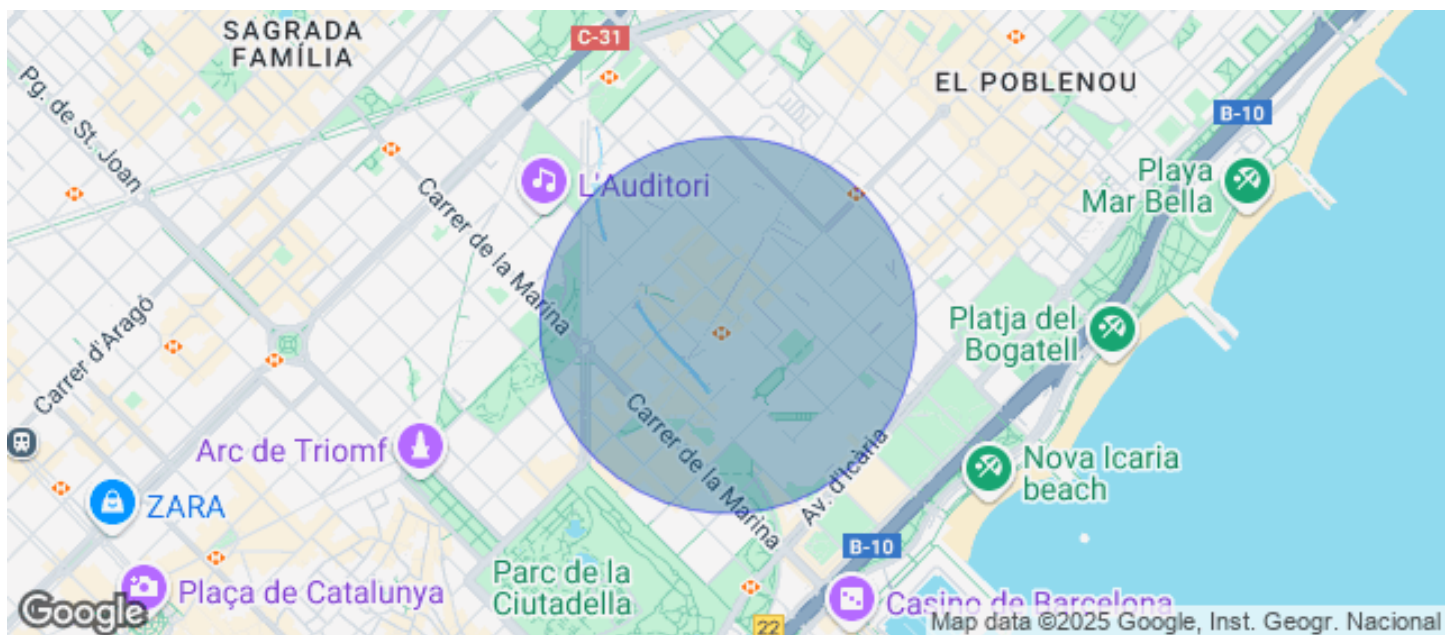 SAGRADA
FAMÍLIA
C-31
EL POBLENOU
B-10
Pg. de St. Joan
L'Auditori
Playa
Mar Bella
Carrer de la Marina
Carrer d'Aragó
Platja del
Bogatell
Arc de Triomf
Carrer de la Marina
Av. d'Icària
Nova Icaria
beach
ZARA
B-10
Parc de la
Ciutadella
Plaça de Catalunya
Casino de Barcelona
Google
22
Map data ©2025 Google, Inst. Geogr. Nacional